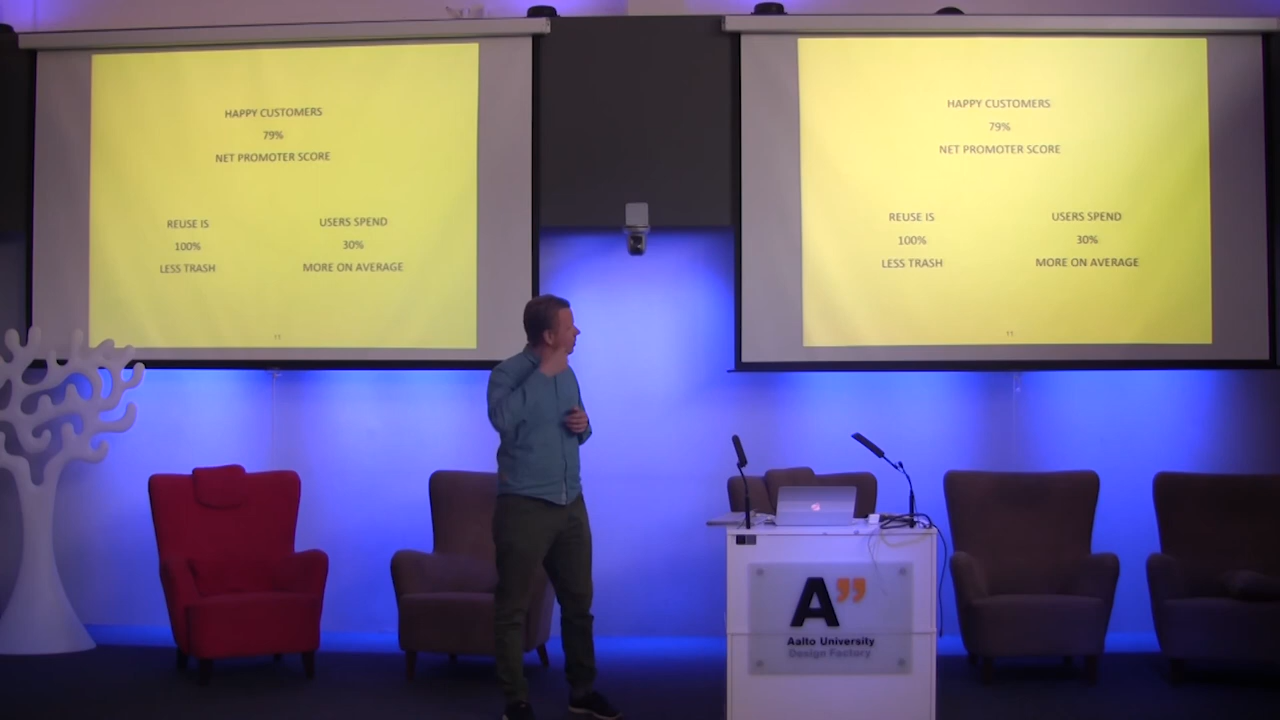 HAPPY CUSTOMERS
79%
NET PROMOTER SCORE
REUSE IS
100%
LESS TRASH
USERS SPEND
30%
MORE ON AVERAGE
11
HAPPY CUSTOMERS
79%
NET PROMOTER SCORE
REUSE IS
100%
LESS TRASH
USERS SPEND
30%
MORE ON AVERAGE
11
A”
Aalto University
Design Factory